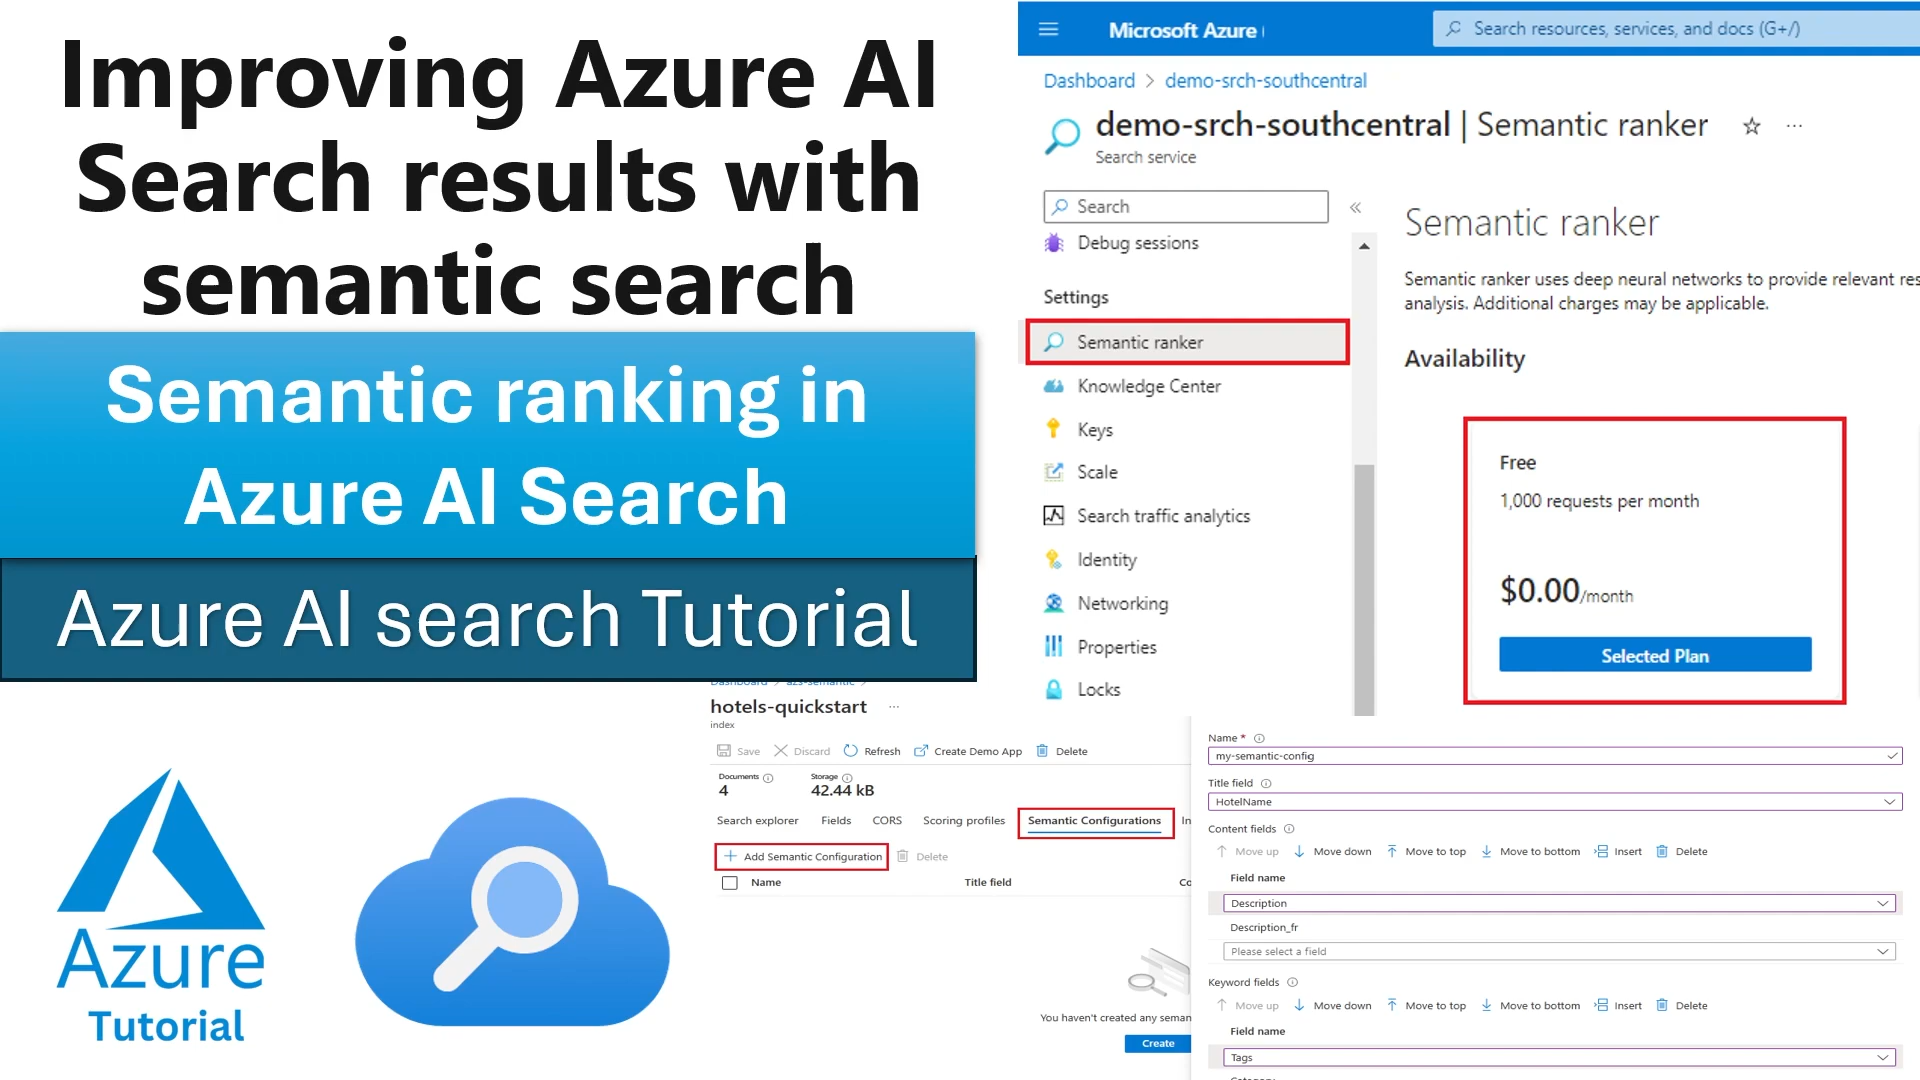 Improving Azure AI
Search results with
semantic search
Semantic ranking in
Azure AI Search
Azure AI search Tutorial
Azure
Tutorial
Microsoft Azure
Search resources, services, and docs (G+/)
Dashboard > demo-srch-southcentral
demo-srch-southcentral | Semantic ranker
Search service
Search
Debug sessions
Settings
Semantic ranker
Knowledge Center
Keys
Scale
Search traffic analytics
Identity
Networking
Properties
Locks
Semantic ranker
Semantic ranker uses deep neural networks to provide relevant res
analysis. Additional charges may be applicable.
Availability
Free
1,000 requests per month
$0.00/month
Selected Plan
Dashboard > azs-semantic >
hotels-quickstart
index
Save Discard Refresh Create Demo App Delete
Documents Storage
4 42.44 kB
Search explorer Fields CORS Scoring profiles Semantic Configurations In
Add Semantic Configuration Delete
Name Title field Co
You haven't created any seman
Create
Name *
my-semantic-config
Title field
HotelName
Content fields
Move up Move down Move to top Move to bottom Insert Delete
Field name
Description
Description_fr
Please select a field
Keyword fields
Move up Move down Move to top Move to bottom Insert Delete
Field name
Tags
Category